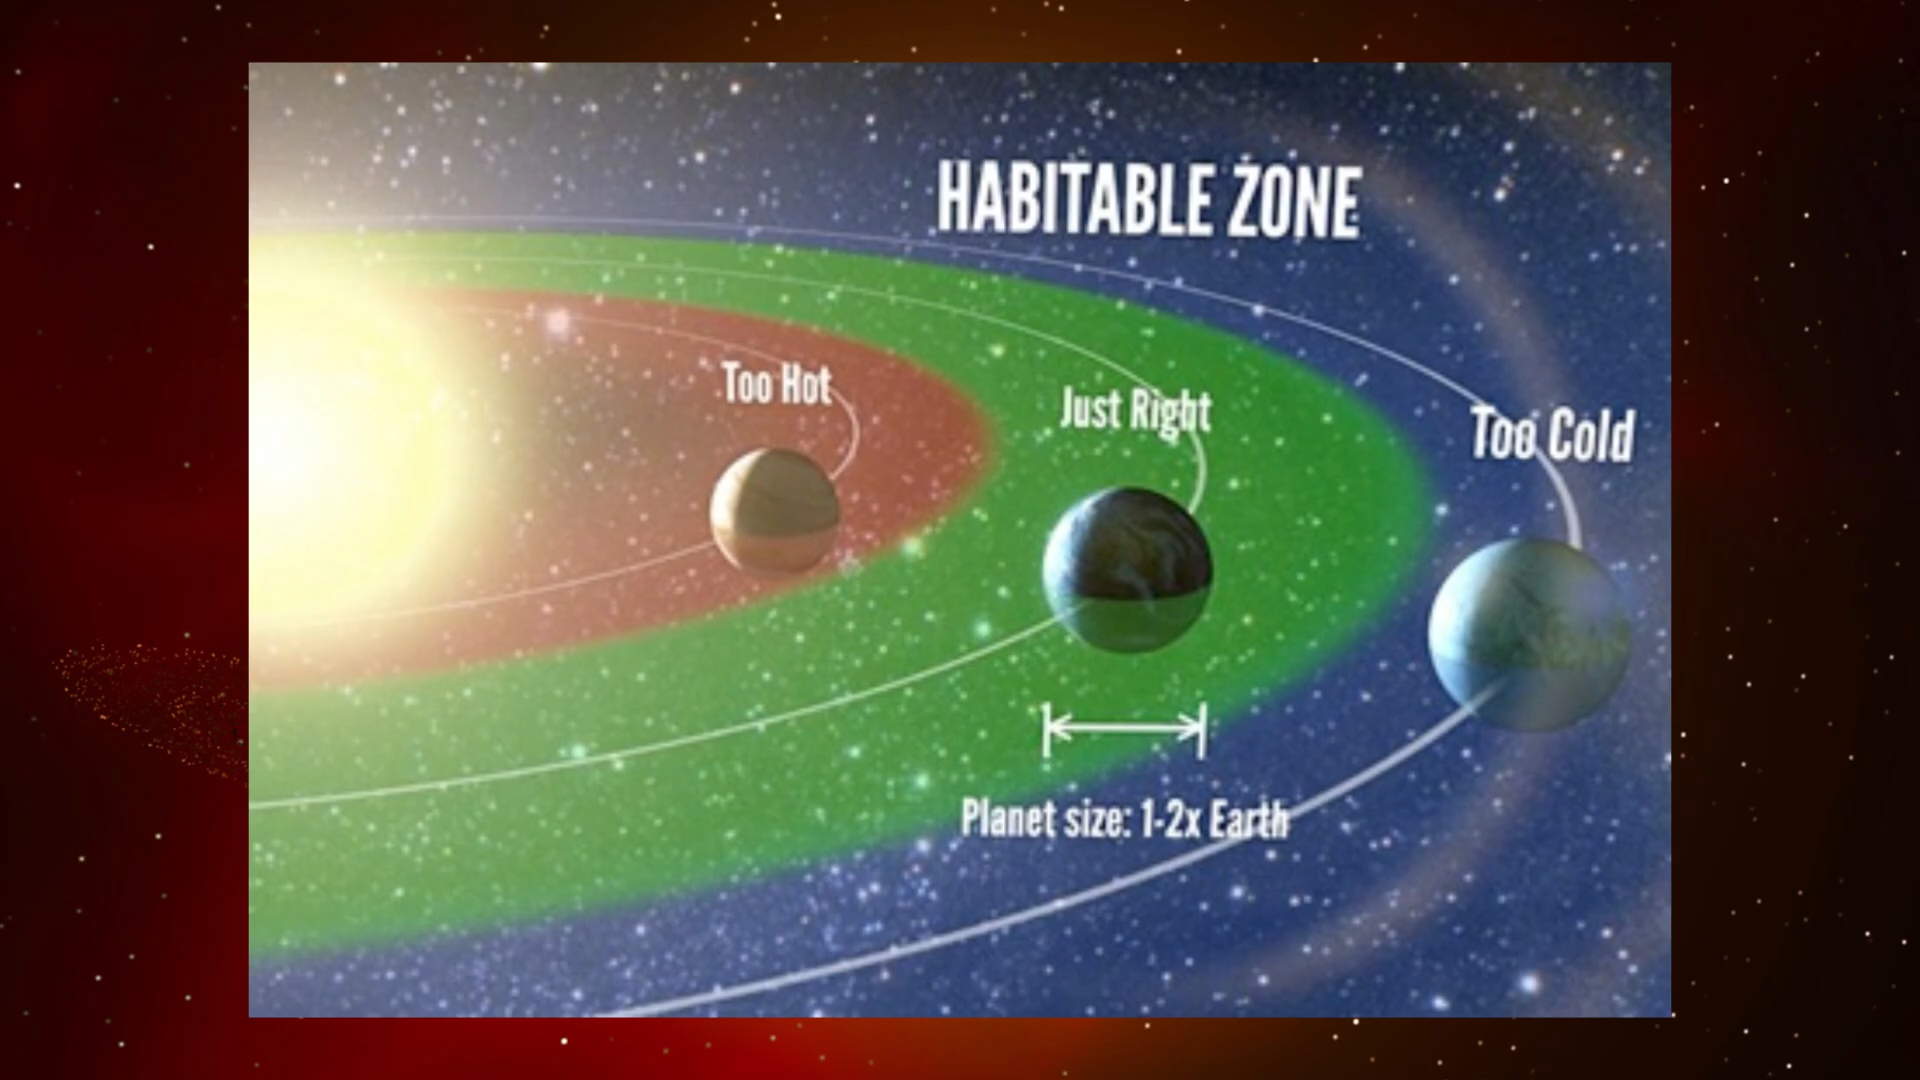 HABITABLE ZONE
Too Hot
Just Right
Too Cold
Planet size: 1-2x Earth